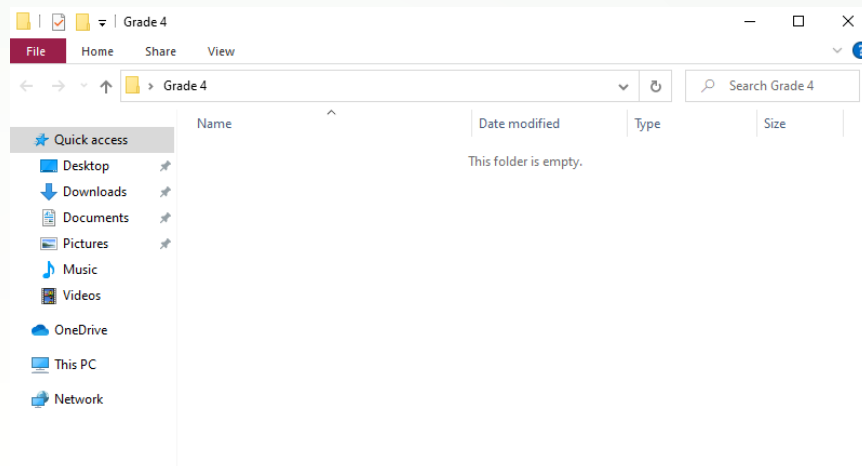 Grade 4
File Home Share View
Grade 4 Search Grade 4
Name Date modified Type Size
This folder is empty.
Quick access
Desktop
Downloads
Documents
Pictures
Music
Videos
OneDrive
This PC
Network